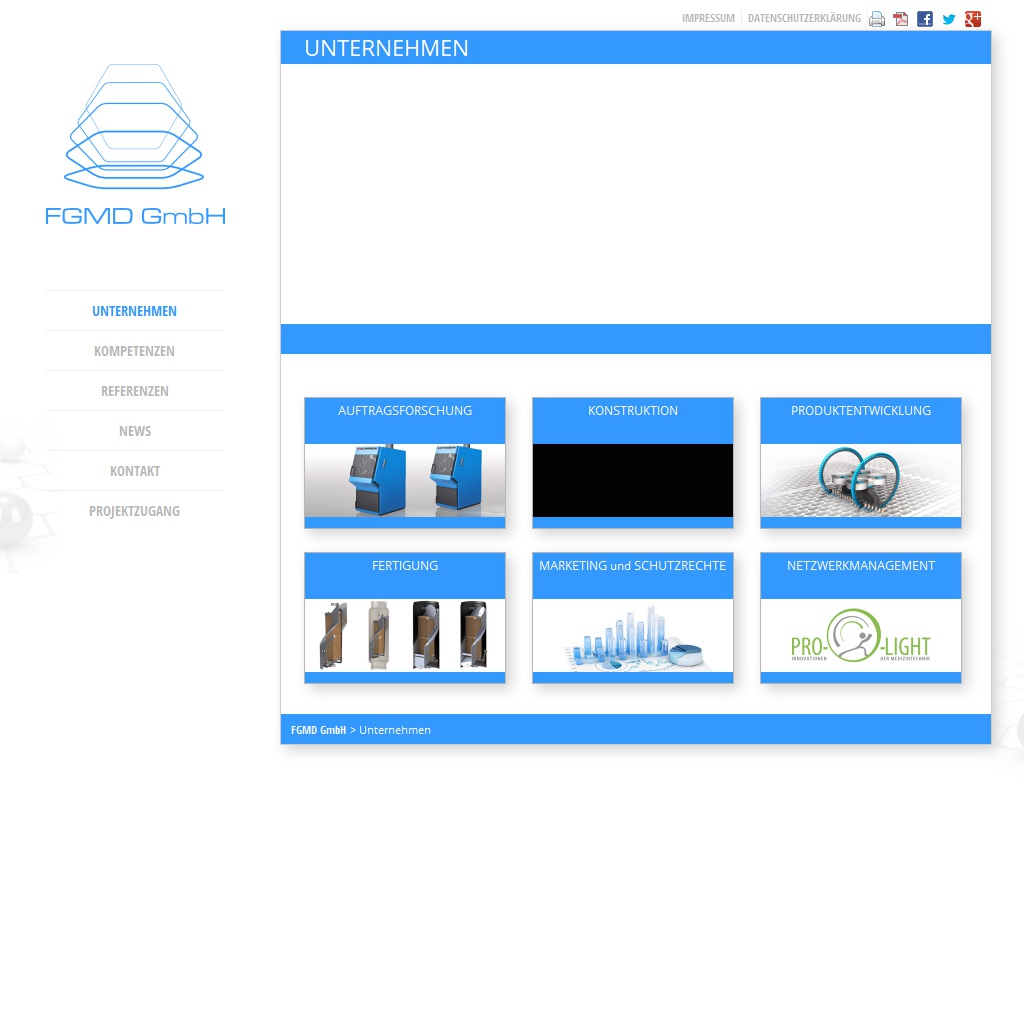 IMPRESSUM
DATENSCHUTZERKLÄRUNG
UNTERNEHMEN
FGMD GmbH
UNTERNEHMEN
KOMPETENZEN
REFERENZEN
NEWS
KONTAKT
PROJEKTZUGANG
AUFTRAGSFORSCHUNG
KONSTRUKTION
PRODUKTENTWICKLUNG
FERTIGUNG
MARKETING und SCHUTZRECHTE
NETZWERKMANAGEMENT
PRO-LIGHT
INNOVATIONEN DER MEDIZINTECHNIK
FGMD GmbH > Unternehmen